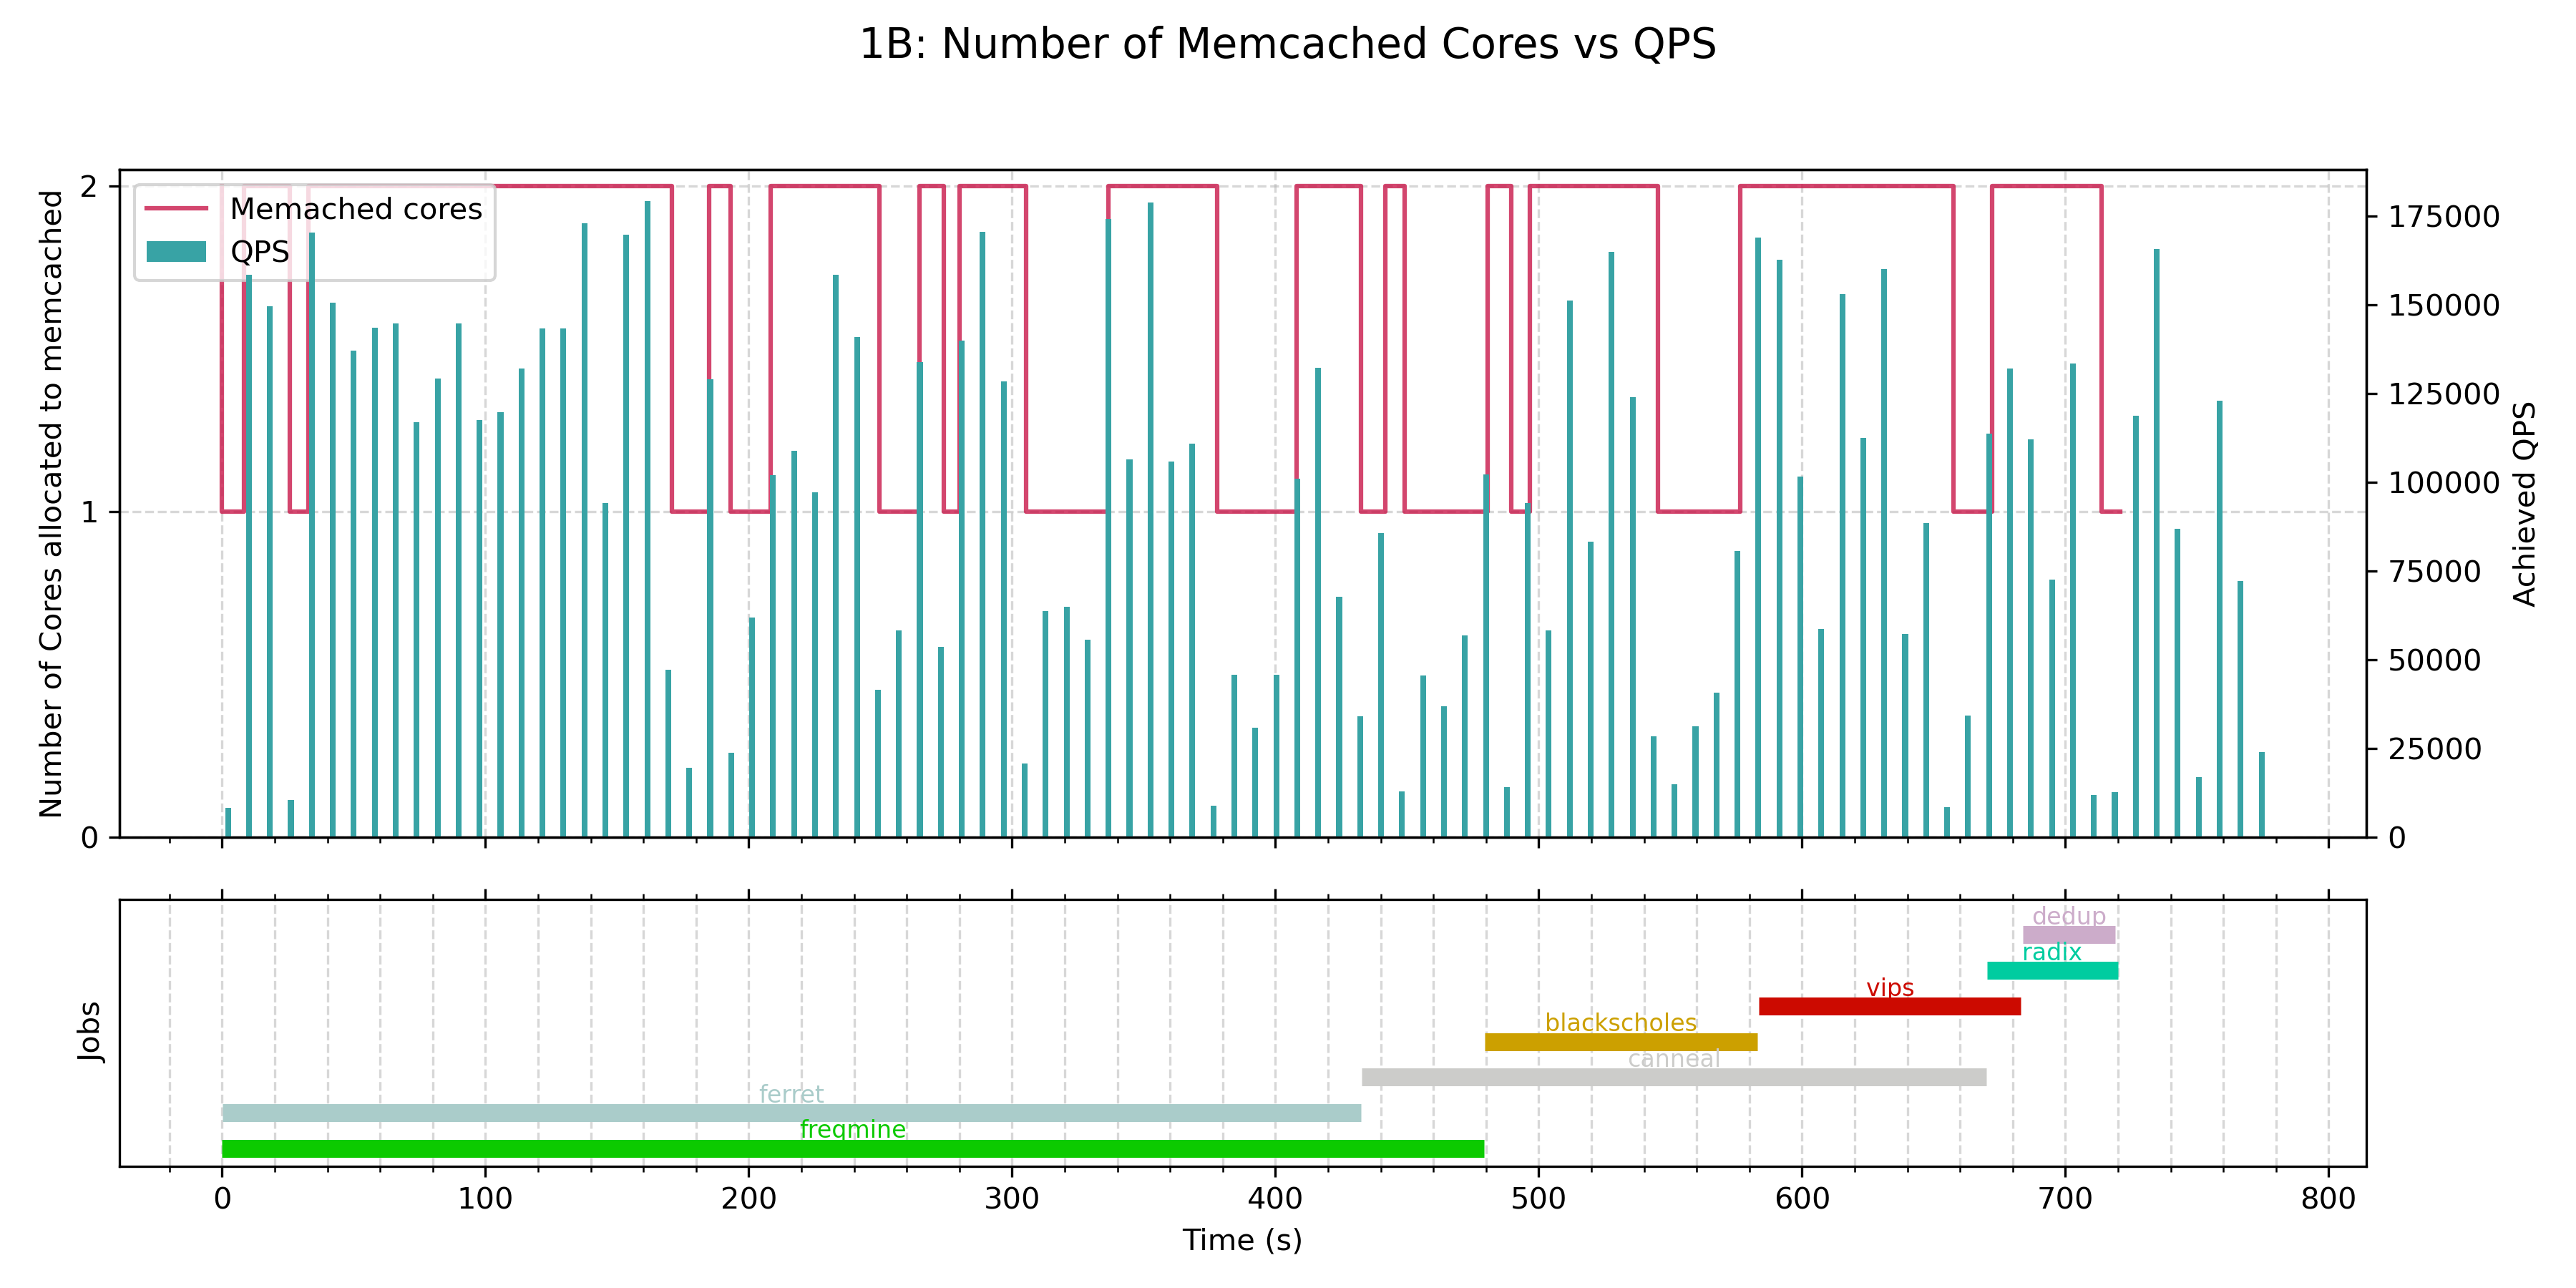 1B: Number of Memcached Cores vs QPS
Number of Cores allocated to memcached
2
1
0
Memached cores
QPS
175000
150000
125000
100000
75000
50000
25000
0
Achieved QPS
Jobs
dedup
radix
vips
blackscholes
canneal
ferret
freqmine
0 100 200 300 400 500 600 700 800
Time (s)